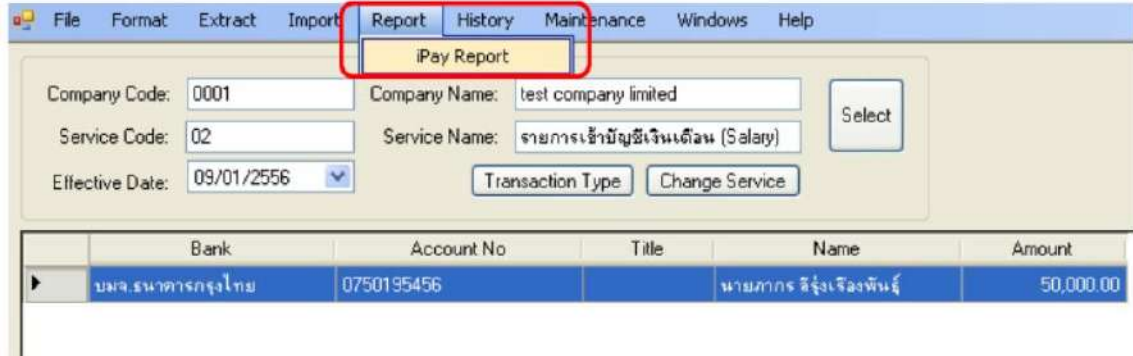 File Format Extract Import Report History Maintenance Windows Help
iPay Report
Company Code: 0001 Company Name: test company limited
Select
Service Code: 02 Service Name: รายการเข้าบัญชีเงินเดือน (Salary)
Effective Date: 09/01/2556 Transaction Type Change Service
Bank Account No Title Name Amount
บมจ.ธนาคารกรุงไทย 0750195456 นายภากร ลิรุ่งเรืองพันธุ์ 50,000.00